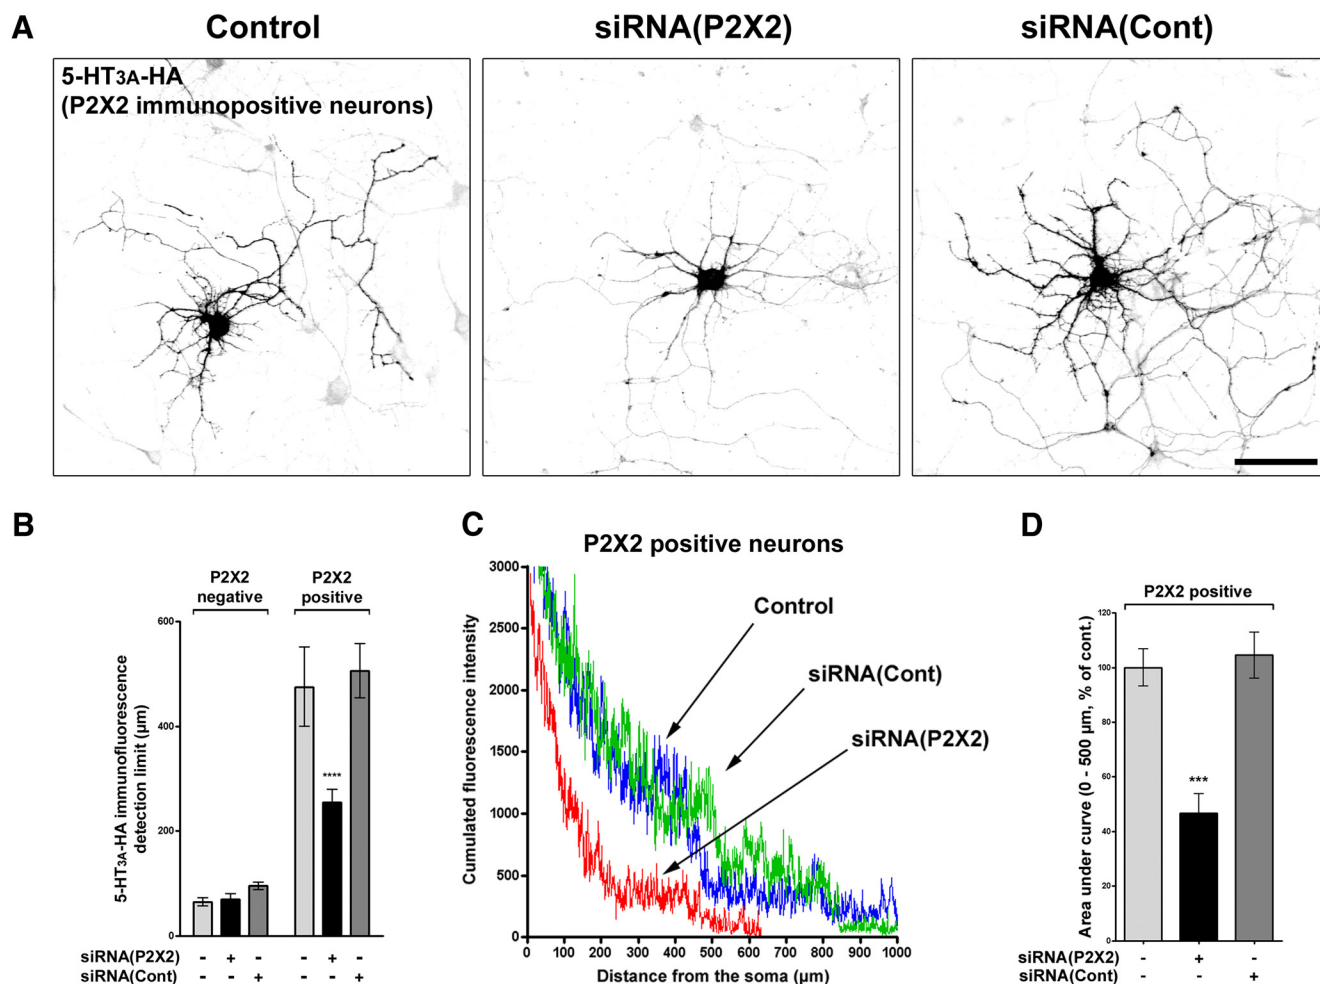 A
Control
siRNA(P2X2)
siRNA(Cont)
5-HT3A-HA
(P2X2 immunopositive neurons)
B
P2X2
negative
P2X2
positive
5-HT3A-HA immunofluorescence
detection limit (µm)
600
400
200
0
****
siRNA(P2X2) - + - - + -
siRNA(Cont) - - + - - +
C
P2X2 positive neurons
Cumulated fluorescence intensity
3000
2500
2000
1500
1000
500
0
Control
siRNA(Cont)
siRNA(P2X2)
0 100 200 300 400 500 600 700 800 900 1000
Distance from the soma (µm)
D
P2X2 positive
Area under curve (0 - 500 µm, % of cont.)
120
100
80
60
40
20
0
***
siRNA(P2X2) - + -
siRNA(Cont) - - +